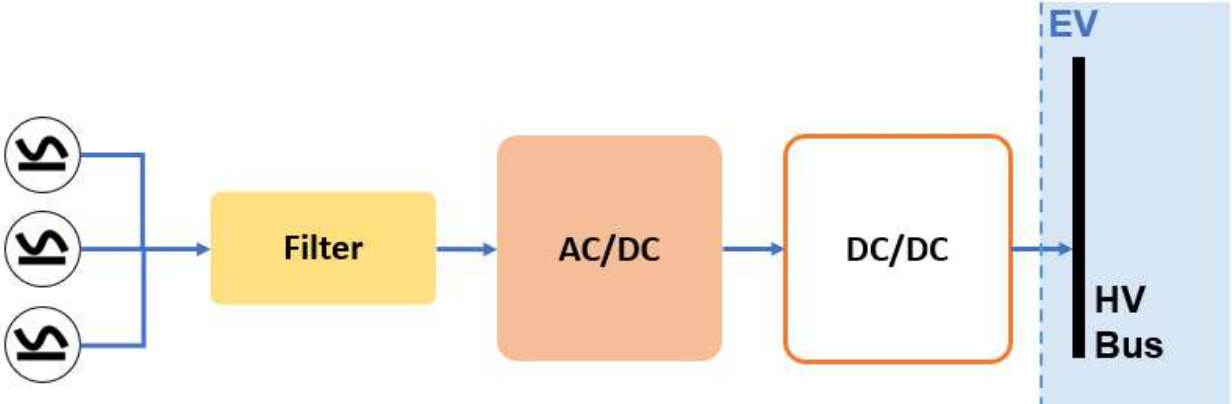 EV
Filter
AC/DC
DC/DC
HV
Bus